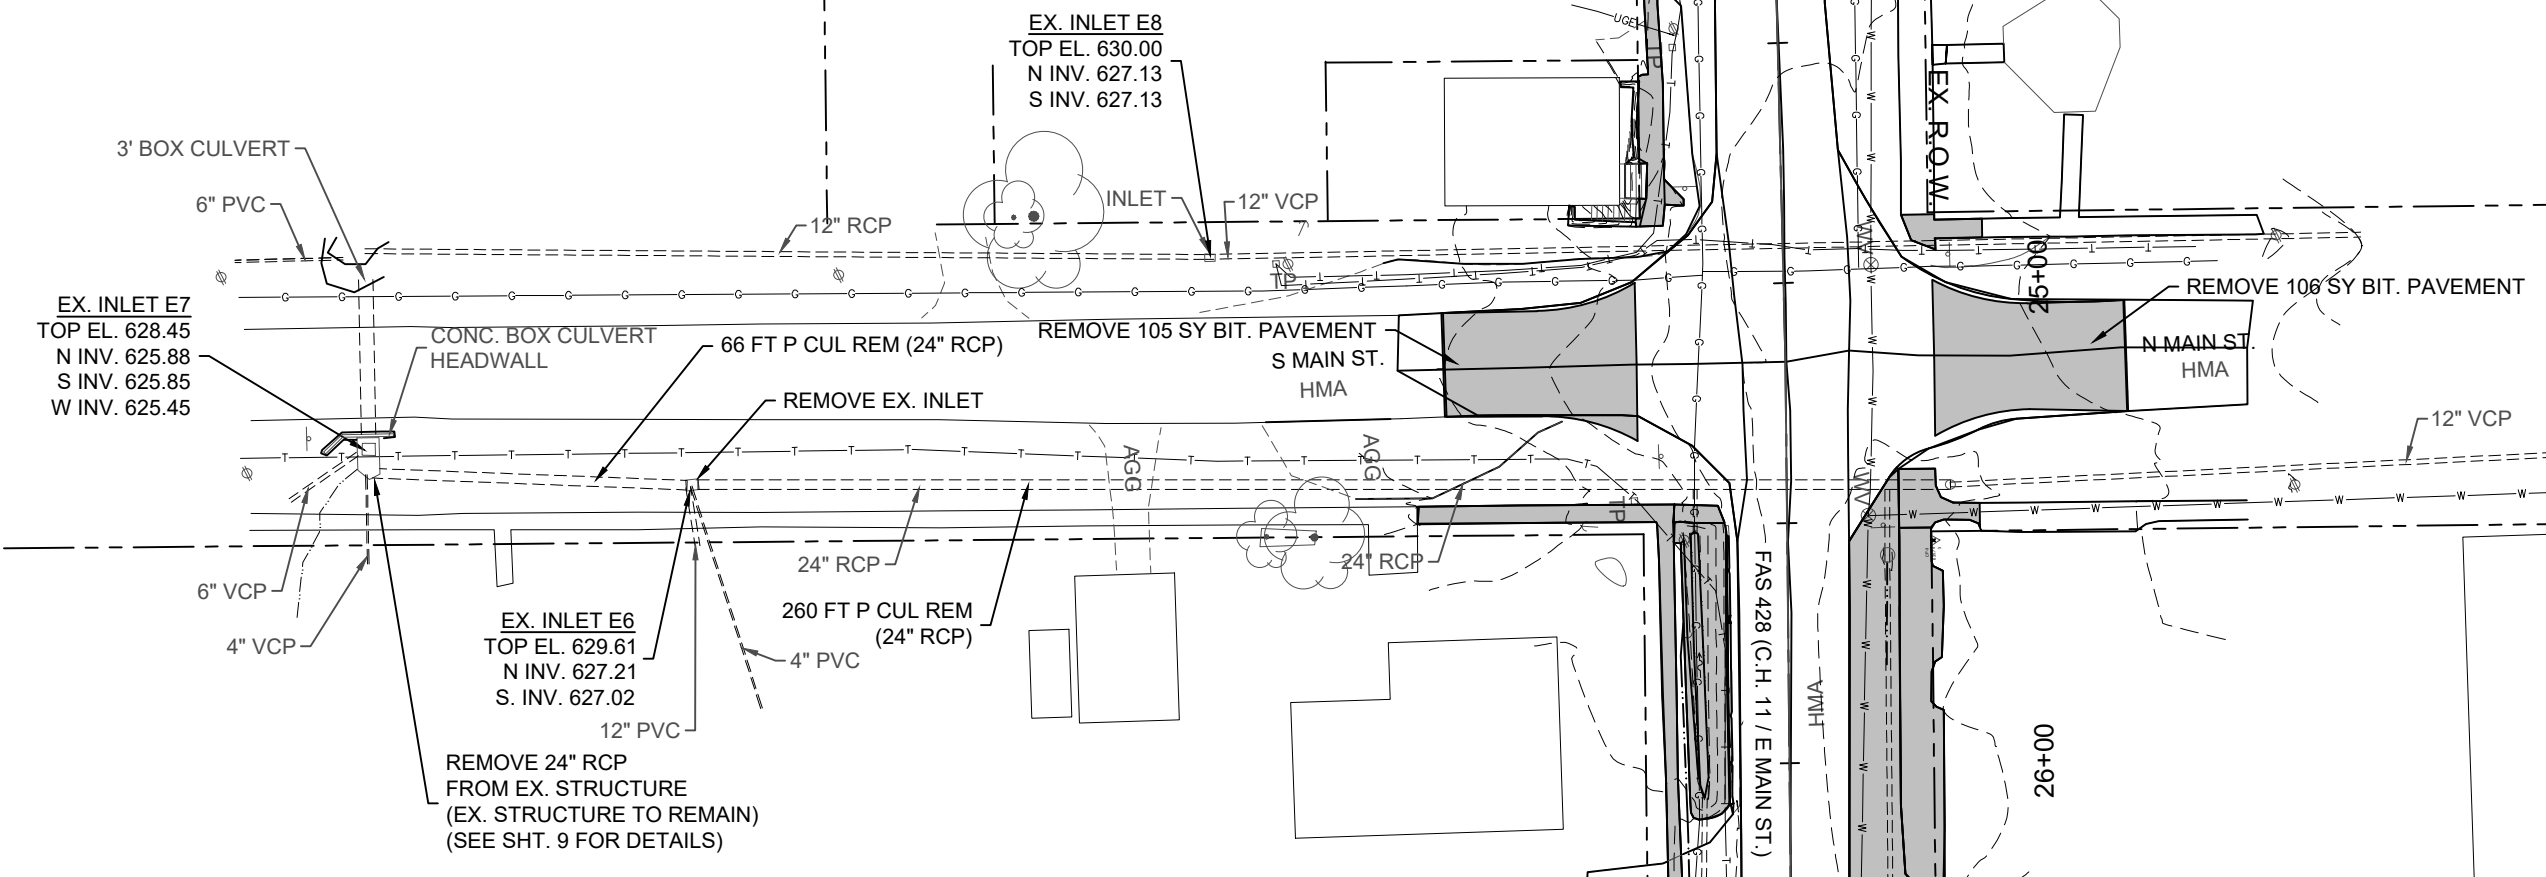 EX. INLET E8
TOP EL. 630.00
N INV. 627.13
S INV. 627.13
UGE
TP
EX. R.O.W.
3' BOX CULVERT
6" PVC
12" RCP
INLET
12" VCP
TP
EX. INLET E7
TOP EL. 628.45
N INV. 625.88
S INV. 625.85
W INV. 625.45
CONC. BOX CULVERT
HEADWALL
66 FT P CUL REM (24" RCP)
REMOVE EX. INLET
REMOVE 105 SY BIT. PAVEMENT
S MAIN ST.
HMA
25+00
REMOVE 106 SY BIT. PAVEMENT
N MAIN ST.
HMA
12" VCP
AGG
AGG
TP
WV
WV
24" RCP
24" RCP
6" VCP
4" VCP
EX. INLET E6
TOP EL. 629.61
N INV. 627.21
S. INV. 627.02
260 FT P CUL REM
(24" RCP)
4" PVC
12" PVC
REMOVE 24" RCP
FROM EX. STRUCTURE
(EX. STRUCTURE TO REMAIN)
(SEE SHT. 9 FOR DETAILS)
FAS 428 (C.H. 11 / E MAIN ST.)
HMA
26+00